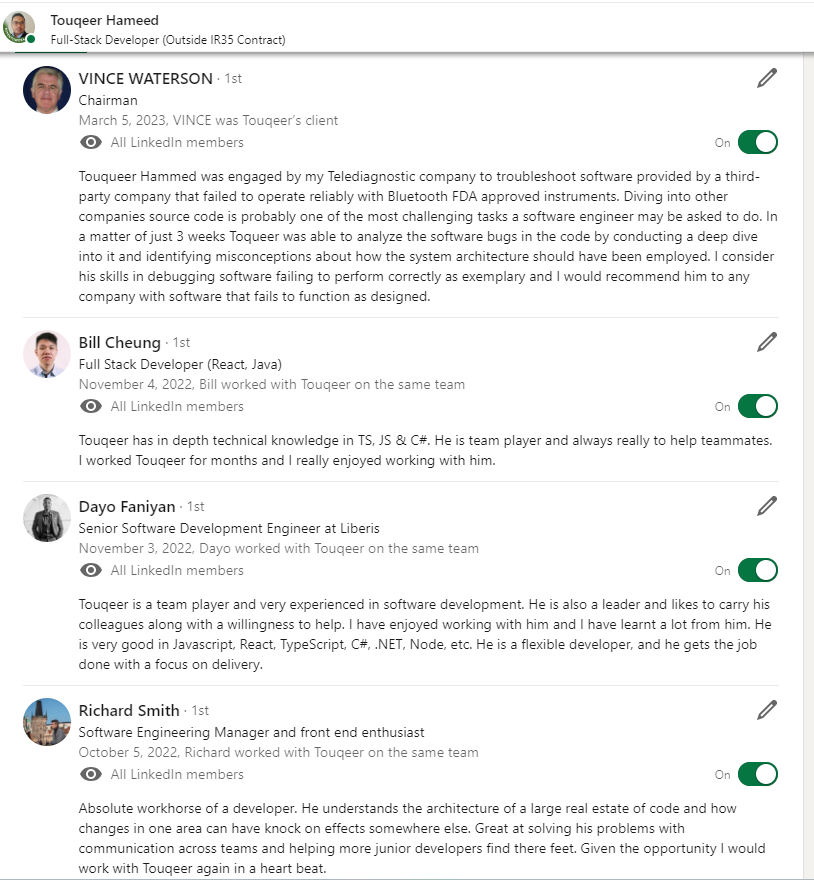 Touqeer Hameed
Full-Stack Developer (Outside IR35 Contract)
VINCE WATERSON · 1st
Chairman
March 5, 2023, VINCE was Touqeer's client
All LinkedIn members
On
Touqueer Hammed was engaged by my Telediagnostic company to troubleshoot software provided by a third-
party company that failed to operate reliably with Bluetooth FDA approved instruments. Diving into other
companies source code is probably one of the most challenging tasks a software engineer may be asked to do. In
a matter of just 3 weeks Toqueer was able to analyze the software bugs in the code by conducting a deep dive
into it and identifying misconceptions about how the system architecture should have been employed. I consider
his skills in debugging software failing to perform correctly as exemplary and I would recommend him to any
company with software that fails to function as designed.
Bill Cheung · 1st
Full Stack Developer (React, Java)
November 4, 2022, Bill worked with Touqeer on the same team
All LinkedIn members
On
Touqeer has in depth technical knowledge in TS, JS & C#. He is team player and always really to help teammates.
I worked Touqeer for months and I really enjoyed working with him.
Dayo Faniyan · 1st
Senior Software Development Engineer at Liberis
November 3, 2022, Dayo worked with Touqeer on the same team
All LinkedIn members
On
Touqeer is a team player and very experienced in software development. He is also a leader and likes to carry his
colleagues along with a willingness to help. I have enjoyed working with him and I have learnt a lot from him. He
is very good in Javascript, React, TypeScript, C#, .NET, Node, etc. He is a flexible developer, and he gets the job
done with a focus on delivery.
Richard Smith · 1st
Software Engineering Manager and front end enthusiast
October 5, 2022, Richard worked with Touqeer on the same team
All LinkedIn members
On
Absolute workhorse of a developer. He understands the architecture of a large real estate of code and how
changes in one area can have knock on effects somewhere else. Great at solving his problems with
communication across teams and helping more junior developers find there feet. Given the opportunity I would
work with Touqeer again in a heart beat.